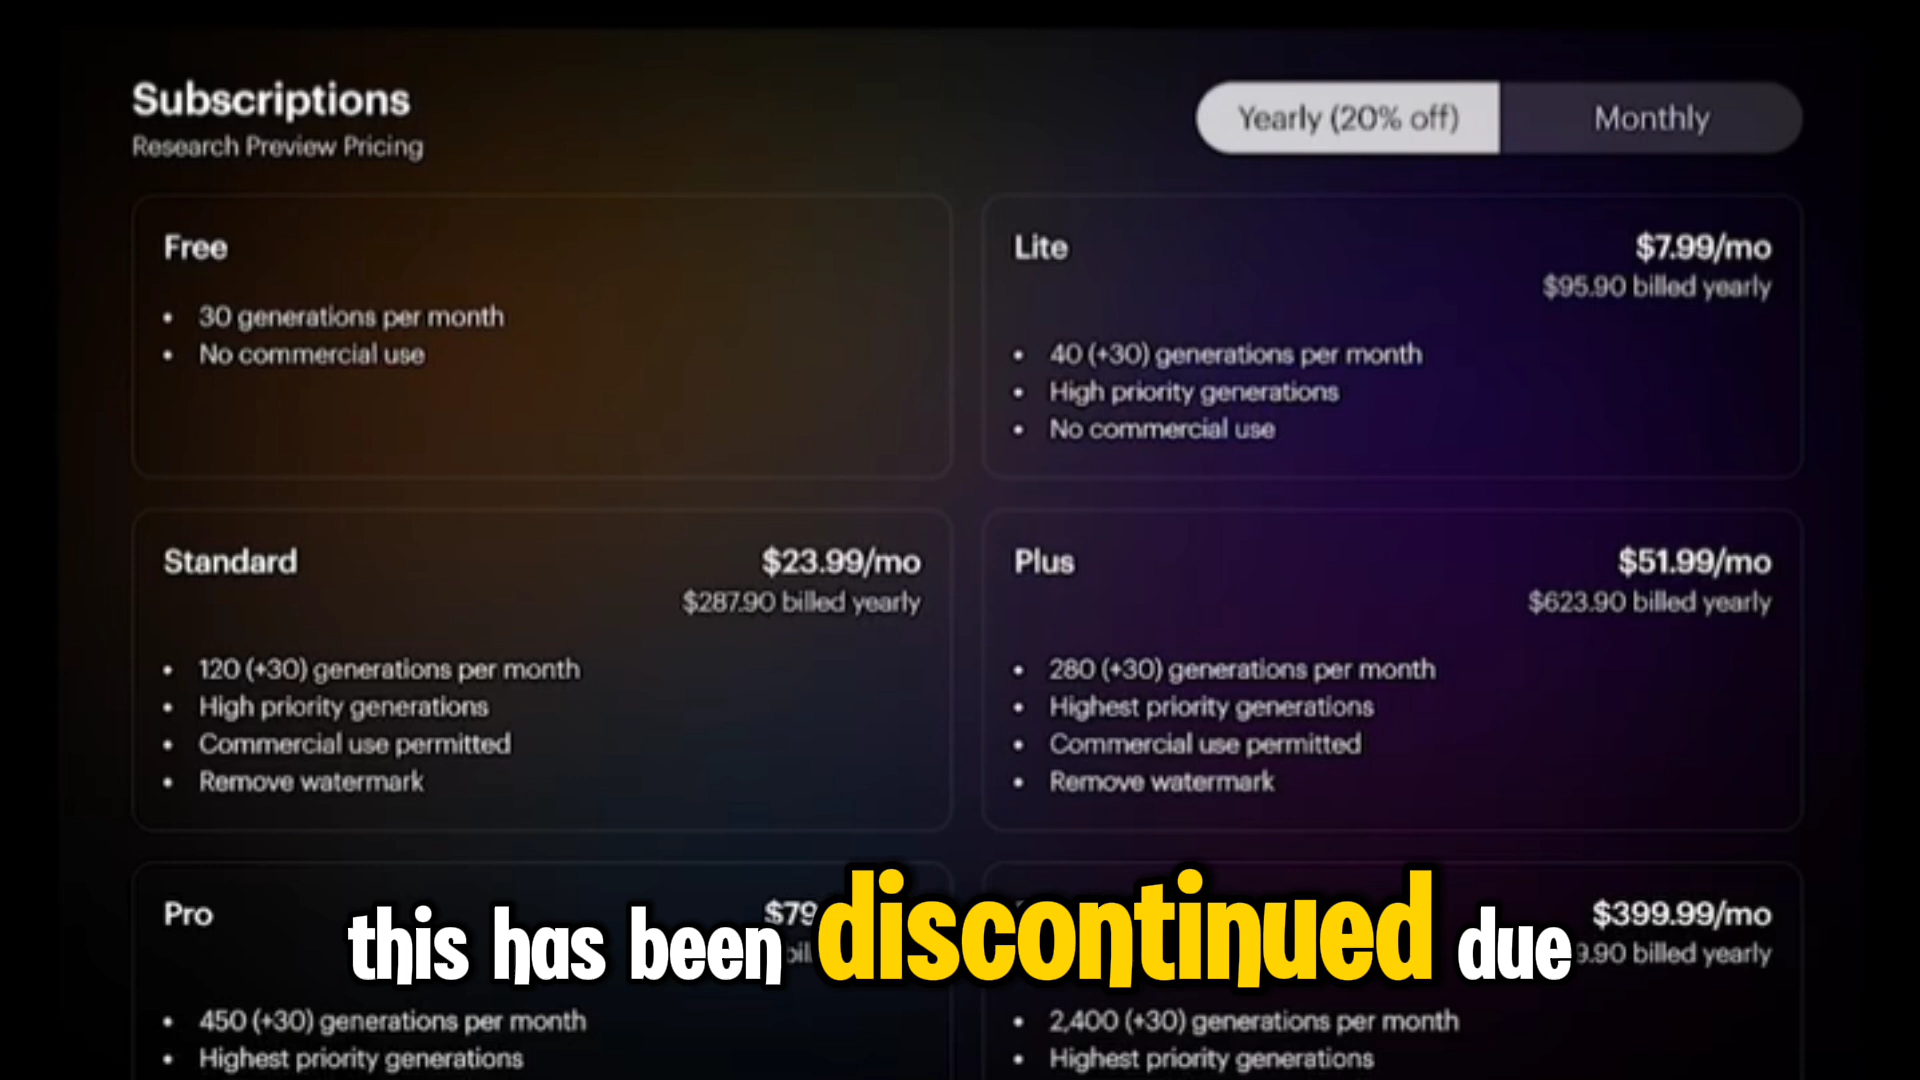 Subscriptions
Research Preview Pricing
Yearly (20% off)
Monthly
Free
• 30 generations per month
• No commercial use
Lite
$7.99/mo
$95.90 billed yearly
• 40 (+30) generations per month
• High priority generations
• No commercial use
Standard
$23.99/mo
$287.90 billed yearly
• 120 (+30) generations per month
• High priority generations
• Commercial use permitted
• Remove watermark
Plus
$51.99/mo
$623.90 billed yearly
• 280 (+30) generations per month
• Highest priority generations
• Commercial use permitted
• Remove watermark
Pro
$79
• 450 (+30) generations per month
• Highest priority generations
$399.99/mo
9.90 billed yearly
• 2,400 (+30) generations per month
• Highest priority generations
this has been discontinued due